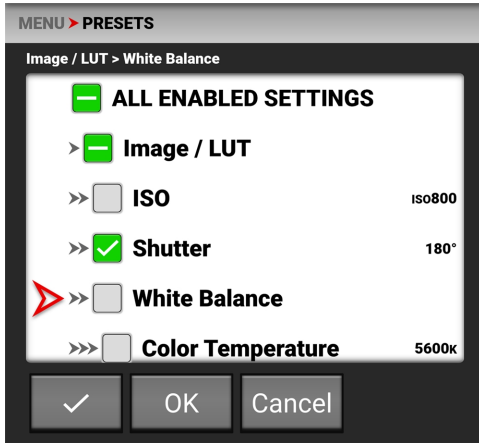 MENU > PRESETS
Image / LUT > White Balance
ALL ENABLED SETTINGS
Image / LUT
ISO ISO800
Shutter 180°
White Balance
Color Temperature 5600K
OK Cancel